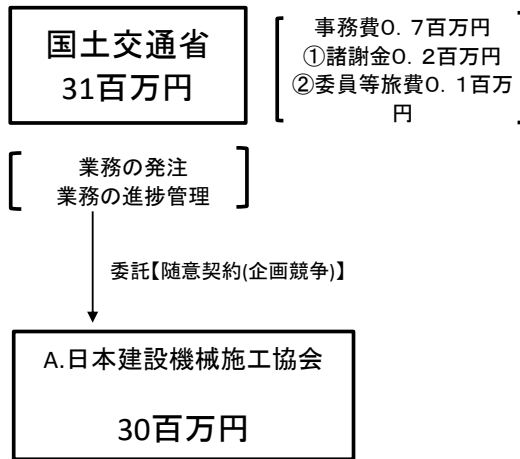 国土交通省
31百万円
事務費0．7百万円
①諸謝金0．2百万円
②委員等旅費0．1百万
円
業務の発注
業務の進捗管理
委託【随意契約(企画競争)】
A.日本建設機械施工協会
30百万円